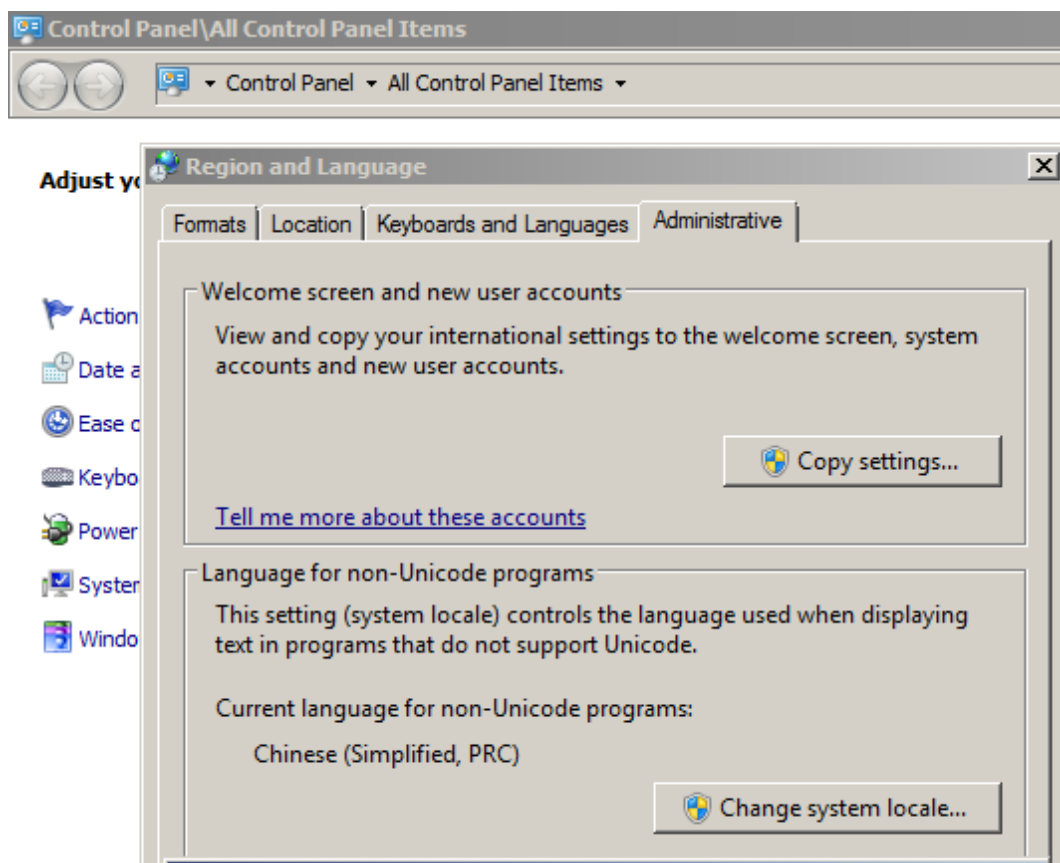 Control Panel\All Control Panel Items
Control Panel All Control Panel Items
Adjust
Region and Language
Formats Location Keyboards and Languages Administrative
Welcome screen and new user accounts
View and copy your international settings to the welcome screen, system
accounts and new user accounts.
Copy settings...
Tell me more about these accounts
Action
Date
Ease
Keybo
Power
System
Windo
Language for non-Unicode programs
This setting (system locale) controls the language used when displaying
text in programs that do not support Unicode.
Current language for non-Unicode programs:
Chinese (Simplified, PRC)
Change system locale...